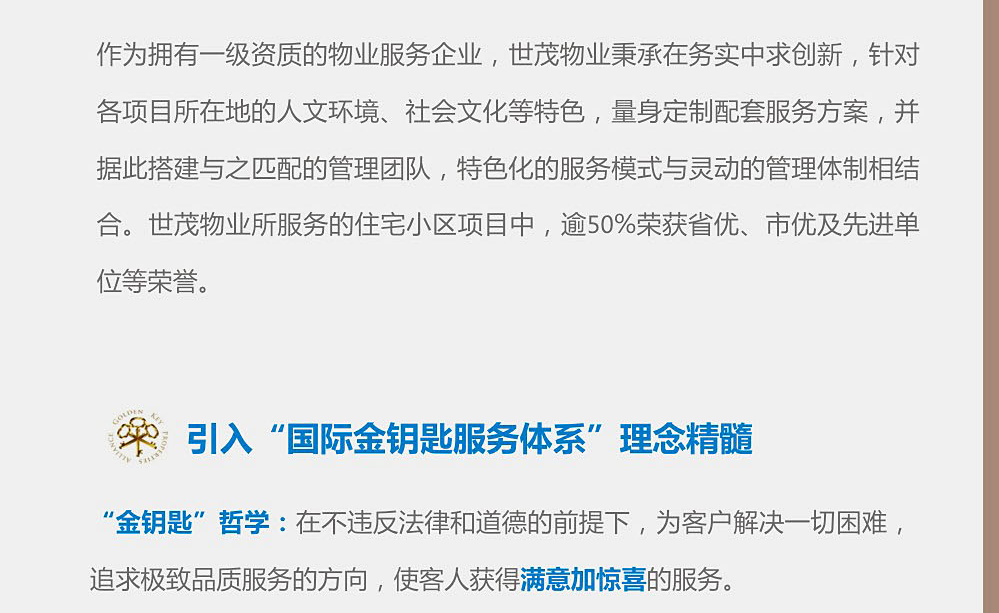 作为拥有一级资质的物业服务企业，世茂物业秉承在务实中求创新，针对
各项目所在地的人文环境、社会文化等特色，量身定制配套服务方案，并
据此搭建与之匹配的管理团队，特色化的服务模式与灵动的管理体制相结
合。世茂物业所服务的住宅小区项目中，逾50%荣获省优、市优及先进单
位等荣誉。
GOLDEN KEY PROPERTIES ALLIANCE
引入“国际金钥匙服务体系”理念精髓
“金钥匙”哲学：在不违反法律和道德的前提下，为客户解决一切困难，
追求极致品质服务的方向，使客人获得满意加惊喜的服务。